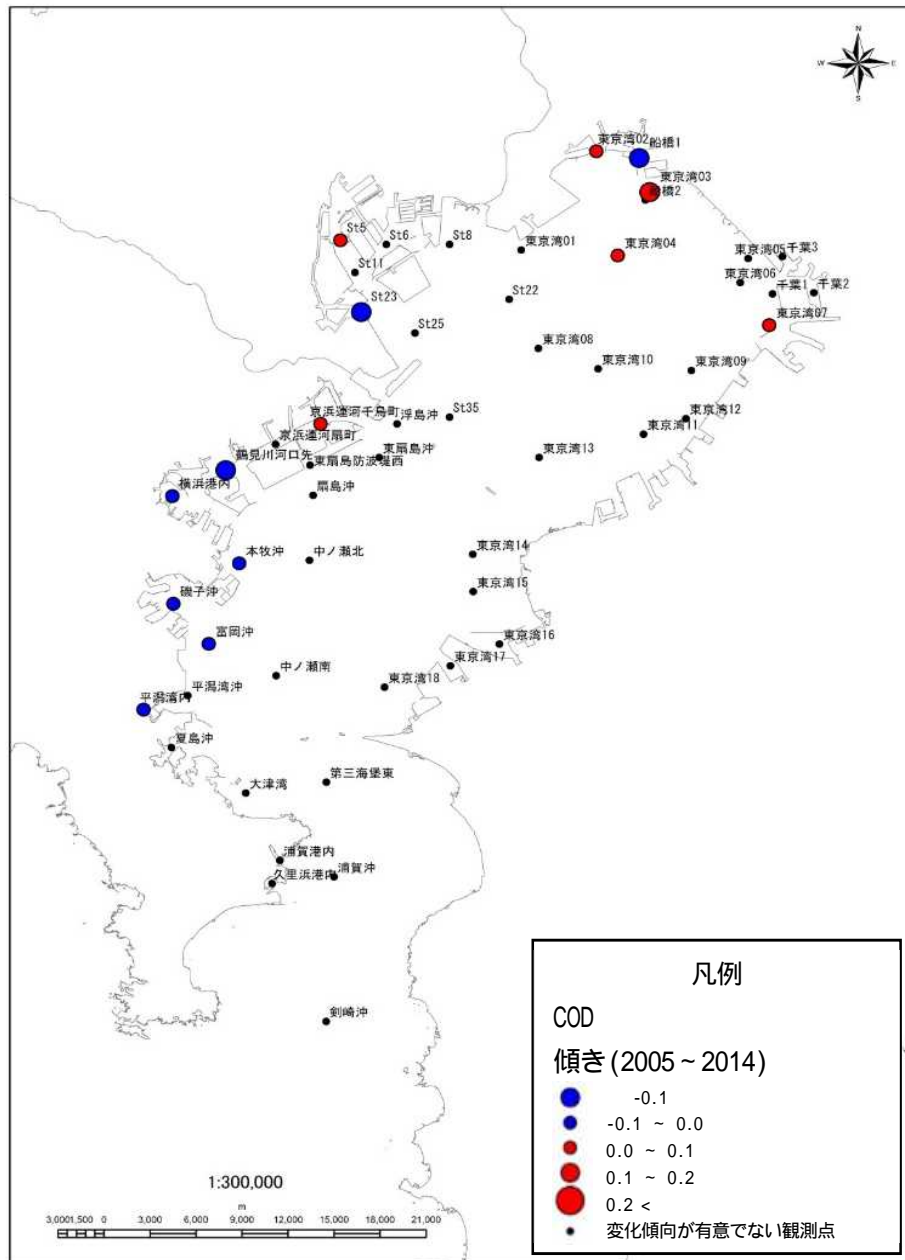 N
W
E
S
東京湾02
船橋1
東京湾03
橋2
St5
St6
St8
東京湾01
東京湾04
東京湾05
千葉3
St11
東京湾06
千葉1
千葉2
St23
St22
東京湾07
St25
東京湾08
東京湾10
東京湾09
京浜運河千鳥町
浮島沖
St35
東京湾12
京浜運河扇町
東京湾11
鶴見川河口先
東扇島防波堤西
東扇島沖
東京湾13
横浜港内
扇島沖
本牧沖
中ノ瀬北
東京湾14
磯子沖
東京湾15
富岡沖
東京湾16
中ノ瀬南
東京湾17
平潟湾内
平潟湾沖
東京湾18
夏島沖
大津湾
第三海堡東
浦賀港内
久里浜港内
浦賀沖
剣崎沖
凡例
COD
傾き(2005～2014)
-0.1
-0.1 ~ 0.0
0.0 ~ 0.1
0.1 ~ 0.2
0.2 <
変化傾向が有意でない観測点
1:300,000
m
3,000 1,500 0 3,000 6,000 9,000 12,000 15,000 18,000 21,000